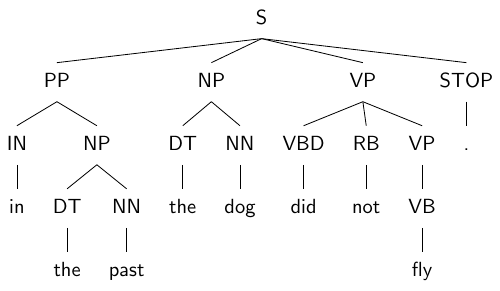 S
PP NP VP STOP
IN NP DT NN VBD RB VP .
in DT NN the dog did not VB
the past fly